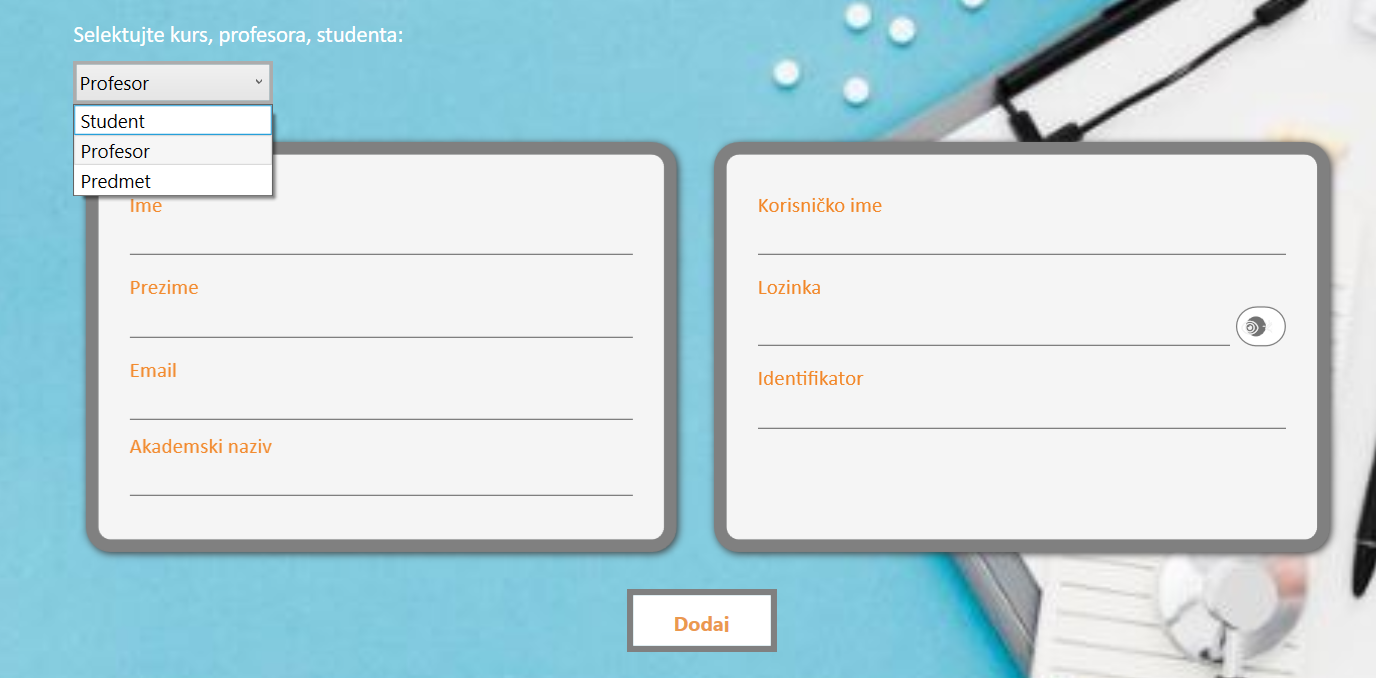 Selektujte kurs, profesora, studenta:
Profesor
Student
Profesor
Predmet
Ime
Prezime
Email
Akademski naziv
Korisničko ime
Lozinka
Identifikator
Dodaj